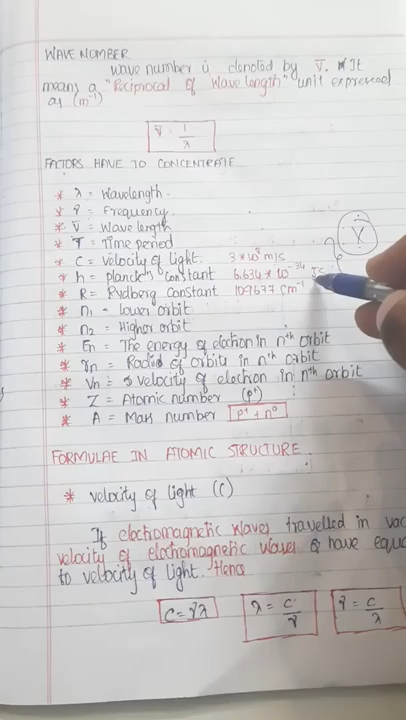 WAVE NUMBER
wave number is denoted by ν̅. It
means a "Reciprocal of Wave length" unit expressed
as (m⁻¹)
ν̅ = 1/λ
FACTORS HAVE TO CONCENTRATE
* λ = Wavelength.
* γ = Frequency.
* ν̅ = Wave length
* T = Time period
* C = velocity of light. 3*10⁸ m/s
* h = planck's constant 6.634*10⁻³⁴ JS
* R = Rydberg Constant 109677 cm⁻¹
* n₁ = lower orbit
* n₂ = Higher orbit
* En = The energy of electron in nᵗʰ orbit
* rn = Radid of orbits in nᵗʰ orbit
* Vn = velocity of electron in nᵗʰ orbit
* Z = Atomic number (p⁺)
* A = Mass number p⁺ + n⁰
γ
FORMULAE IN ATOMIC STRUCTURE.
* velocity of light (C)
If electromagnetic waves travelled in vac
velocity of electromagnetic waves & have equa
to velocity of light. Hence
C = γλ λ = C/γ γ = C/λ